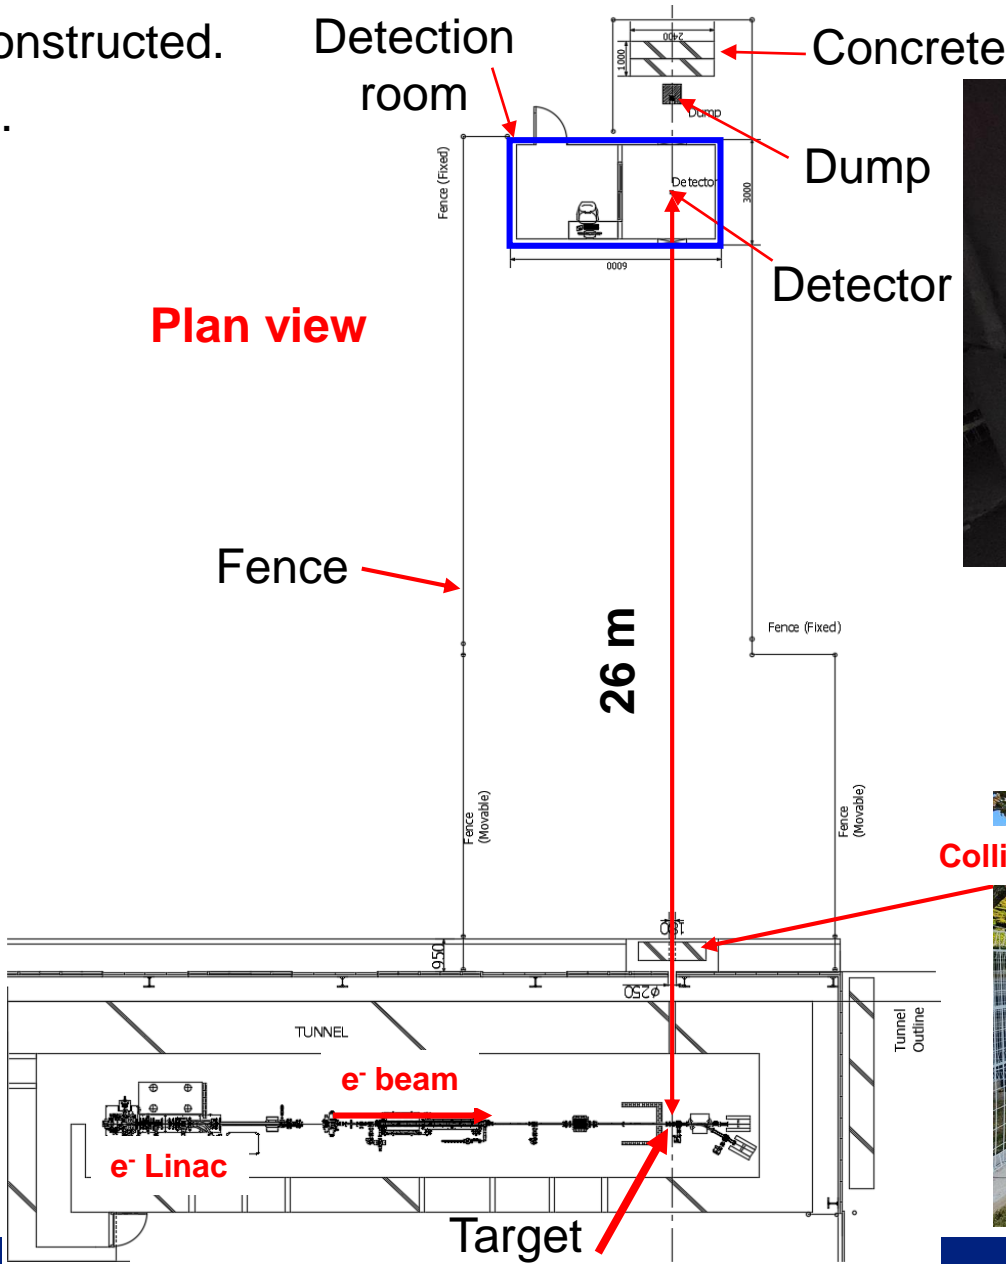 onstructed.
.
Detection
room
Concrete
2400
1000
Dump
Dump
Detector
3000
Detector
6000
Fence (Fixed)
Plan view
Fence
26 m
Fence (Fixed)
Fence
(Movable)
Fence
(Movable)
Colli
180
950
φ250
TUNNEL
Tunnel
Outline
e- beam
e- Linac
Target